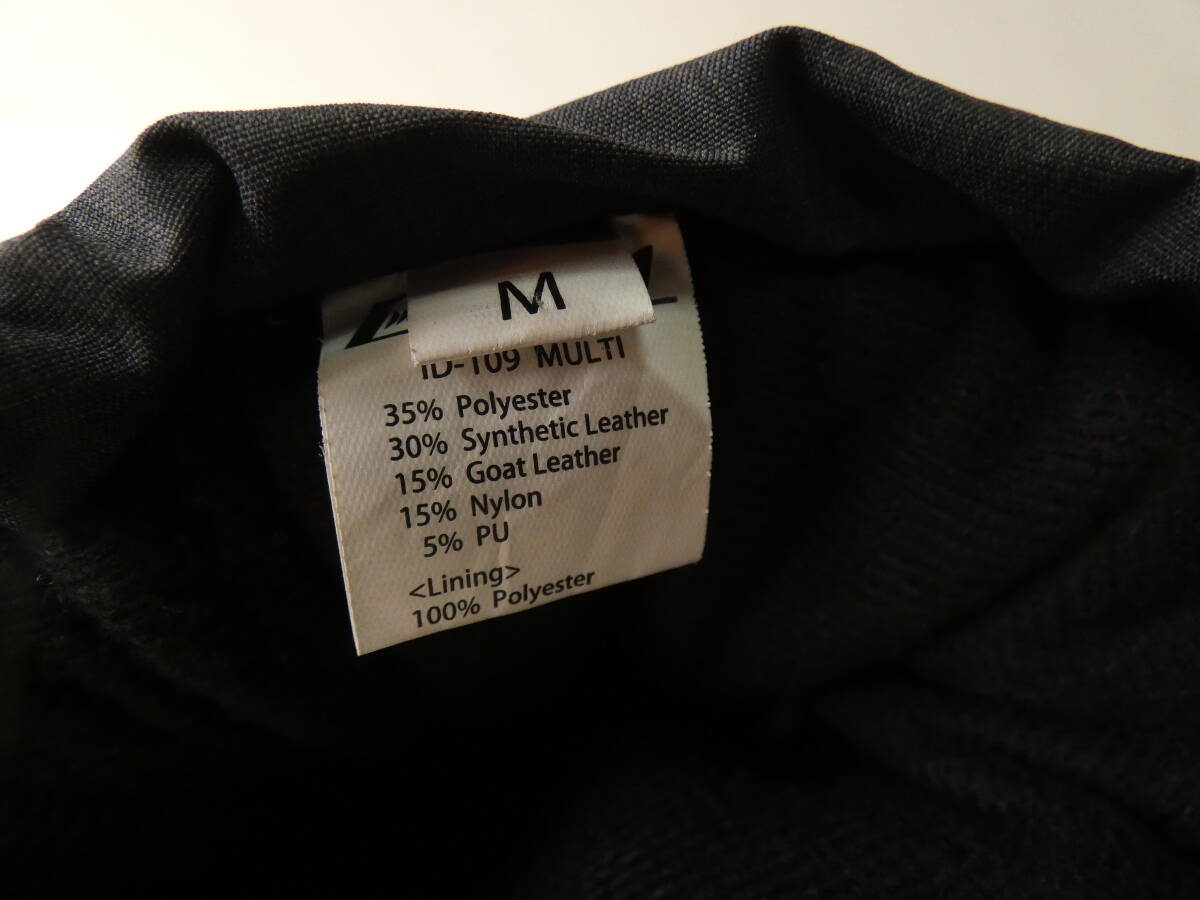 M
ID-109 MULTI
35% Polyester
30% Synthetic Leather
15% Goat Leather
15% Nylon
5% PU
<Lining>
100% Polyester